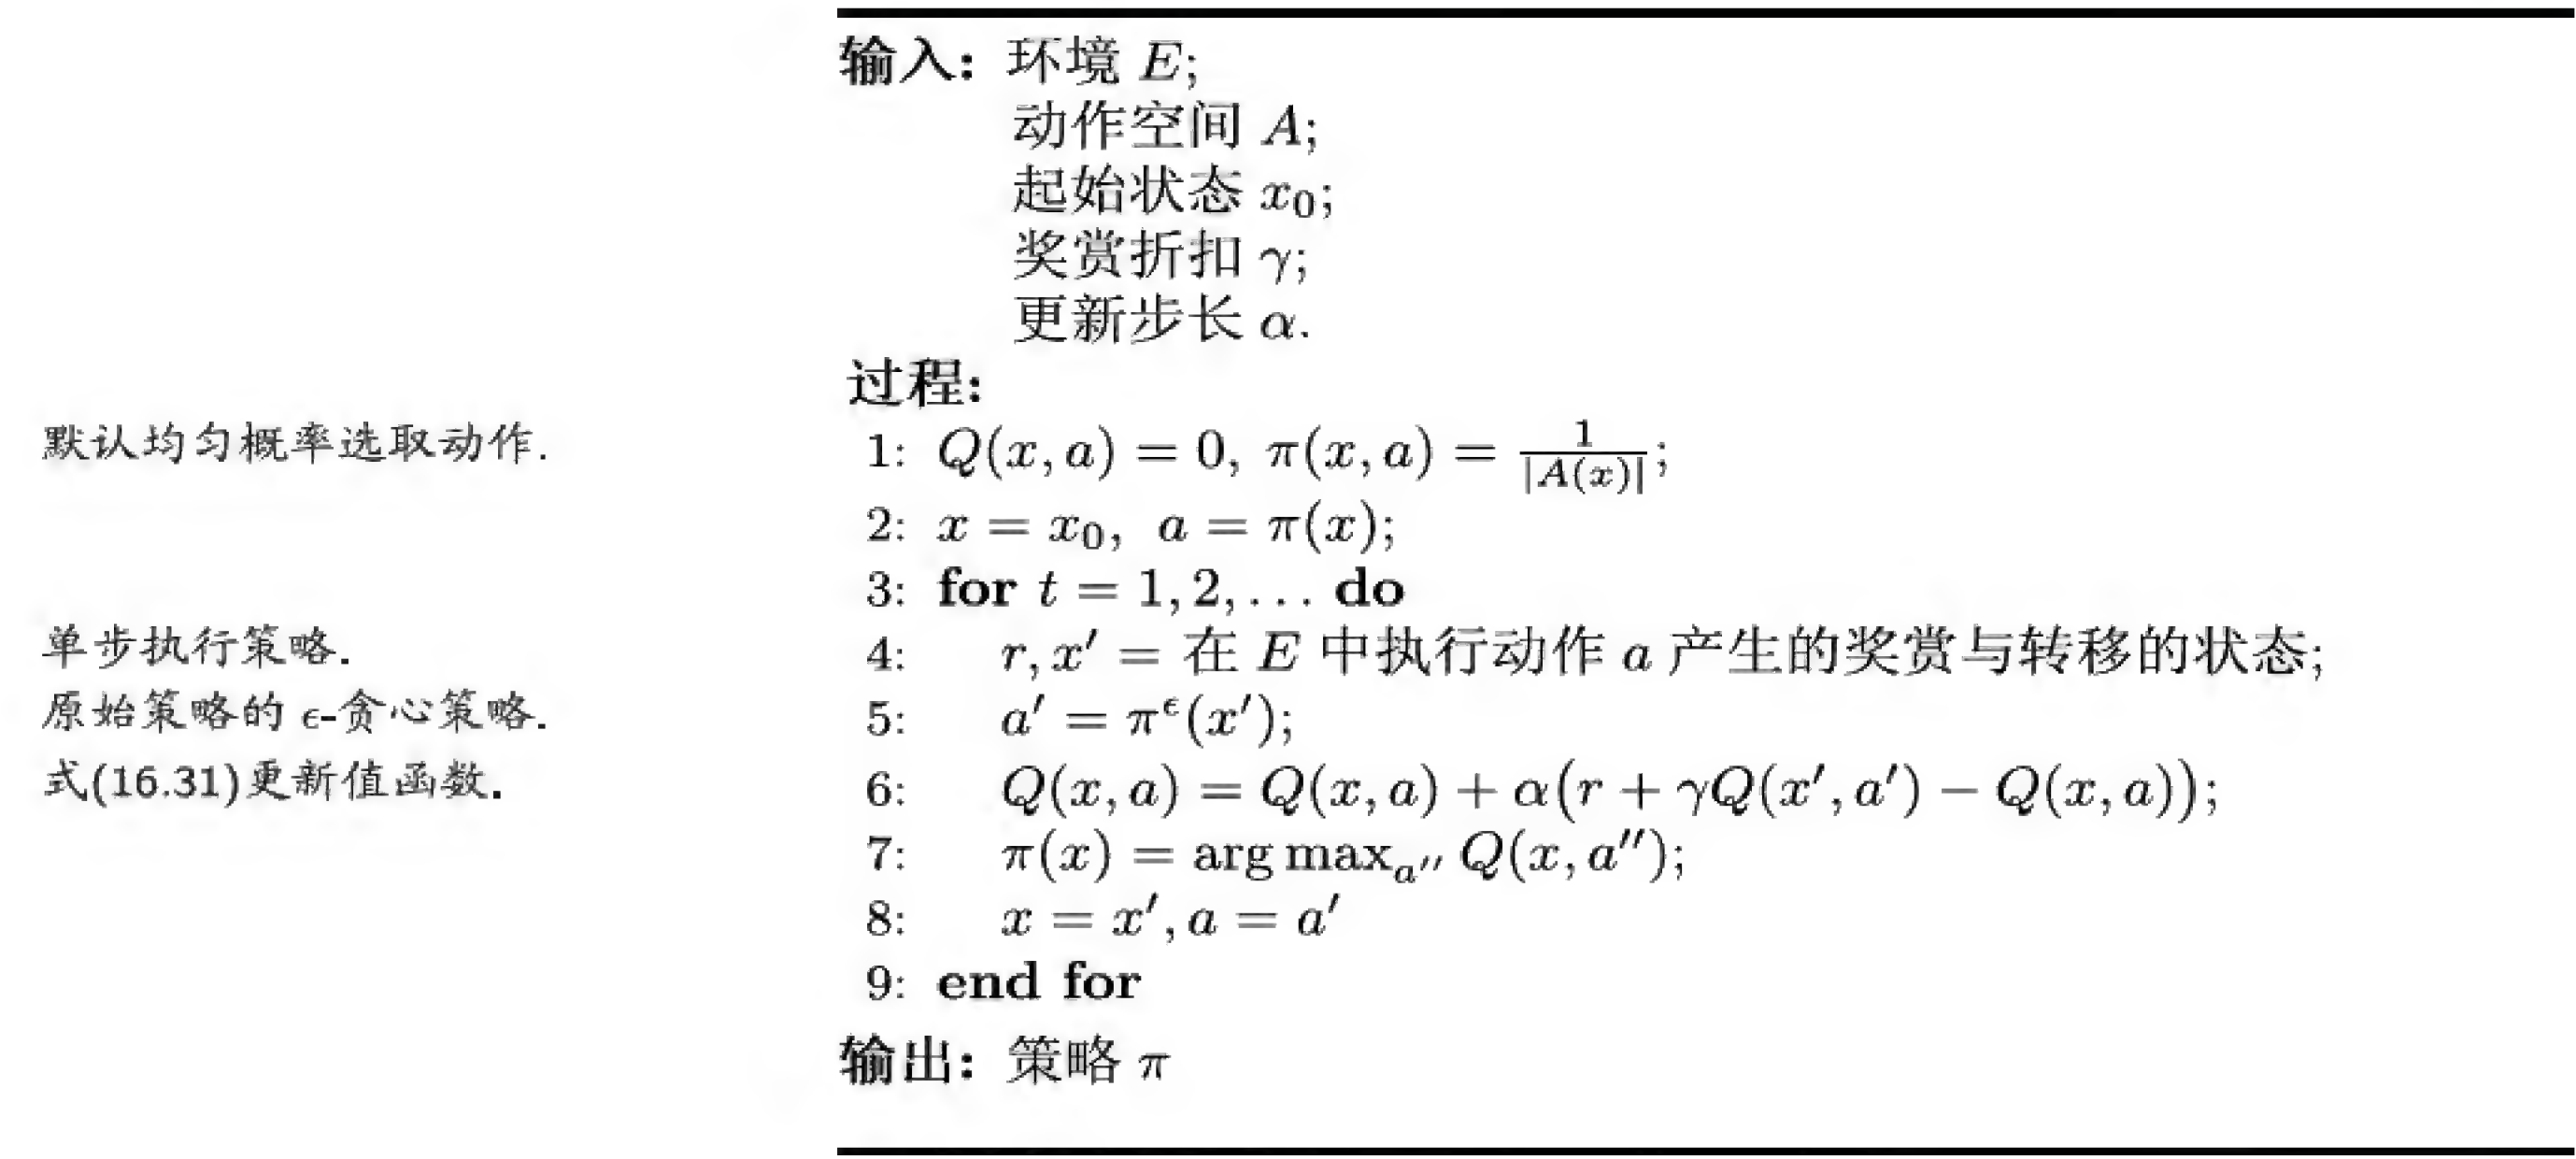 输入: 环境 E;
动作空间 A;
起始状态 x₀;
奖赏折扣 γ;
更新步长 α.
过程:
默认均匀概率选取动作.
1: Q(x, a) = 0, π(x, a) = 1/|A(x)|;
2: x = x₀, a = π(x);
3: for t = 1, 2, . . . do
单步执行策略.
4: r, x′ = 在 E 中执行动作 a 产生的奖赏与转移的状态;
原始策略的 ϵ-贪心策略.
5: a′ = π^ϵ(x′);
式(16.31)更新值函数.
6: Q(x, a) = Q(x, a) + α(r + γQ(x′, a′) − Q(x, a));
7: π(x) = arg max_{a″} Q(x, a″);
8: x = x′, a = a′
9: end for
输出: 策略 π